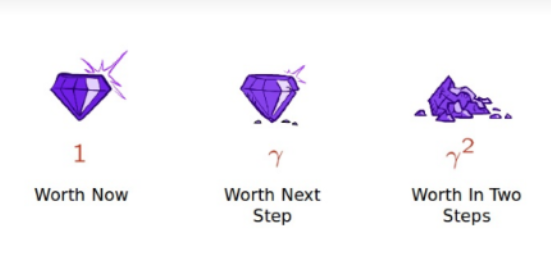 1
γ
γ²
Worth Now
Worth Next
Step
Worth In Two
Steps